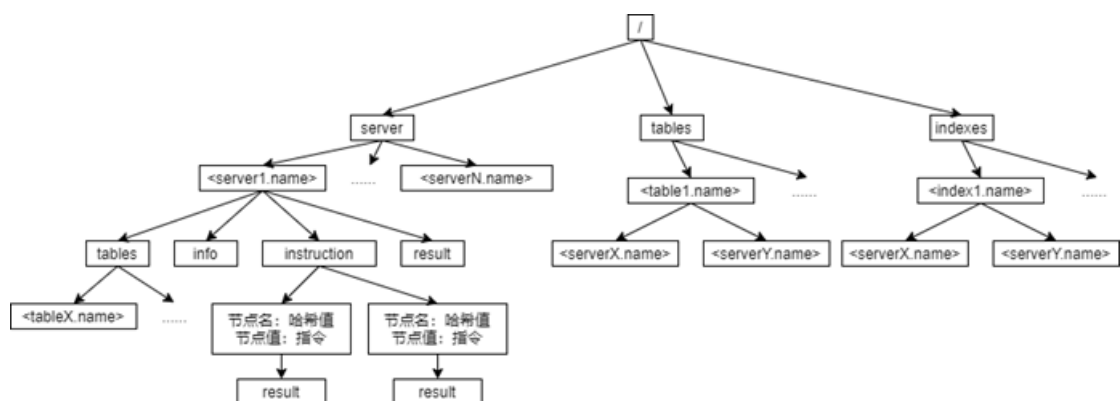 /
server
tables
indexes
<server1.name>
......
<serverN.name>
<table1.name>
......
<index1.name>
......
tables
info
instruction
result
<serverX.name>
<serverY.name>
<serverX.name>
<serverY.name>
<tableX.name>
......
节点名：哈希值
节点值：指令
节点名：哈希值
节点值：指令
result
result